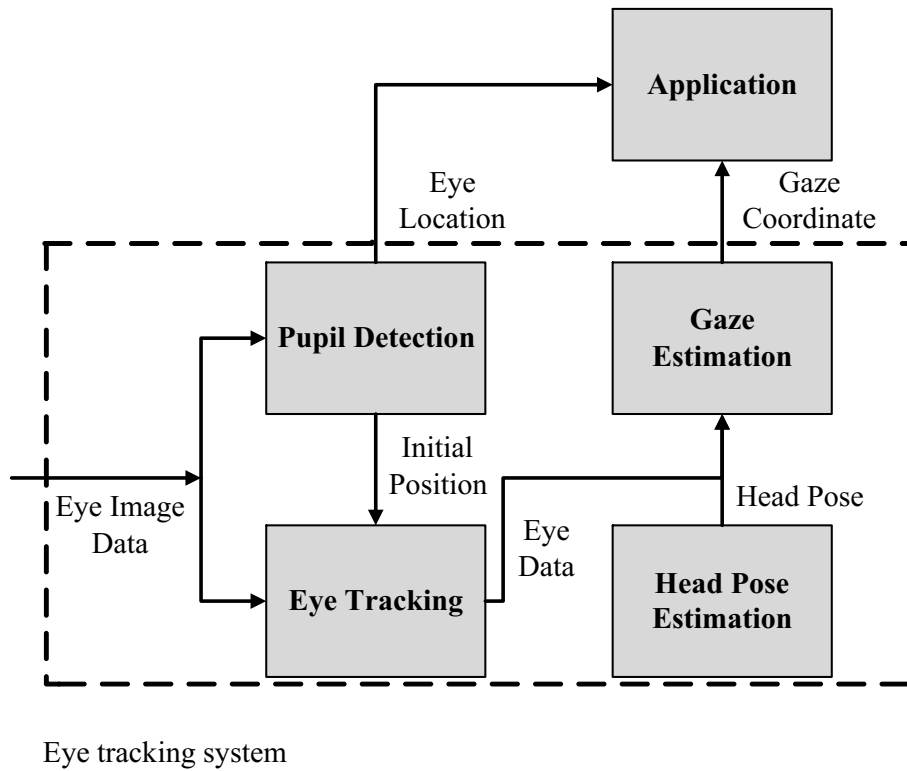 Application
Eye
Location
Gaze
Coordinate
Pupil Detection
Gaze
Estimation
Initial
Position
Eye Image
Data
Eye
Data
Head Pose
Eye Tracking
Head Pose
Estimation
Eye tracking system